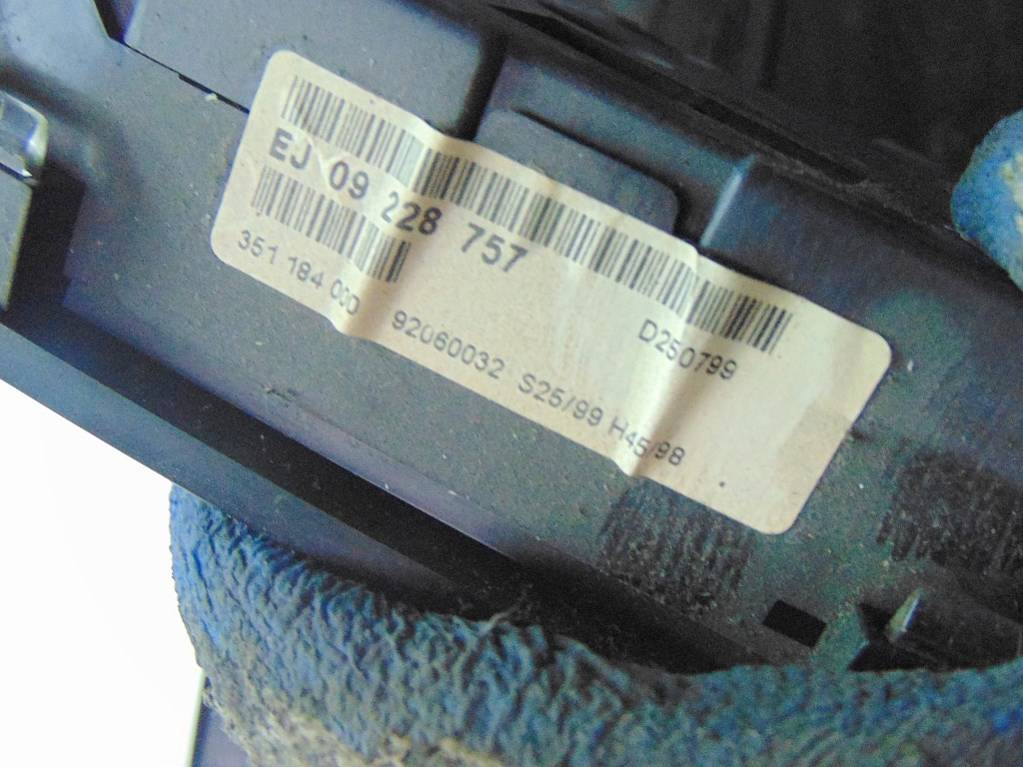 EJ 09 228 757
D250799
351 184 000
92060032 S25/99 H45/98